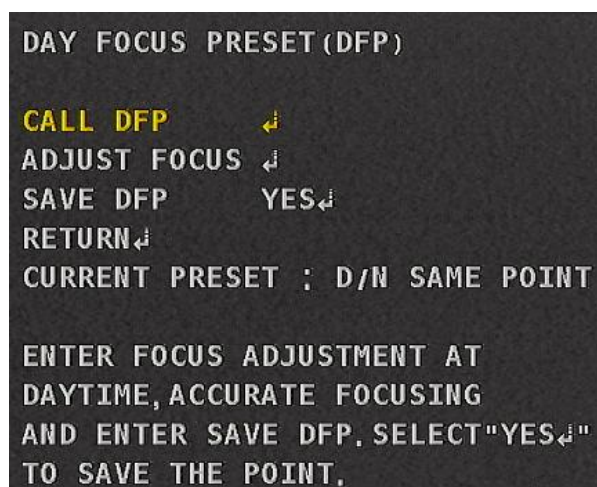 DAY FOCUS PRESET(DFP)
CALL DFP ↲
ADJUST FOCUS ↲
SAVE DFP YES↲
RETURN↲
CURRENT PRESET : D/N SAME POINT
ENTER FOCUS ADJUSTMENT AT
DAYTIME,ACCURATE FOCUSING
AND ENTER SAVE DFP.SELECT"YES↲"
TO SAVE THE POINT.